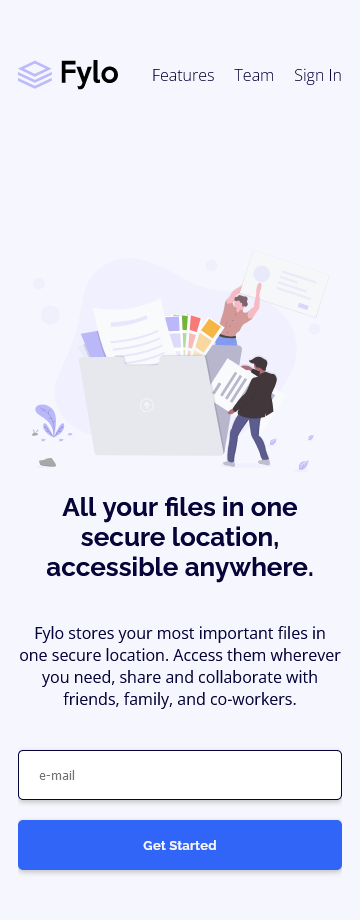 Fylo Features Team Sign In
All your files in one
secure location,
accessible anywhere.
Fylo stores your most important files in
one secure location. Access them wherever
you need, share and collaborate with
friends, family, and co-workers.
e-mail
Get Started